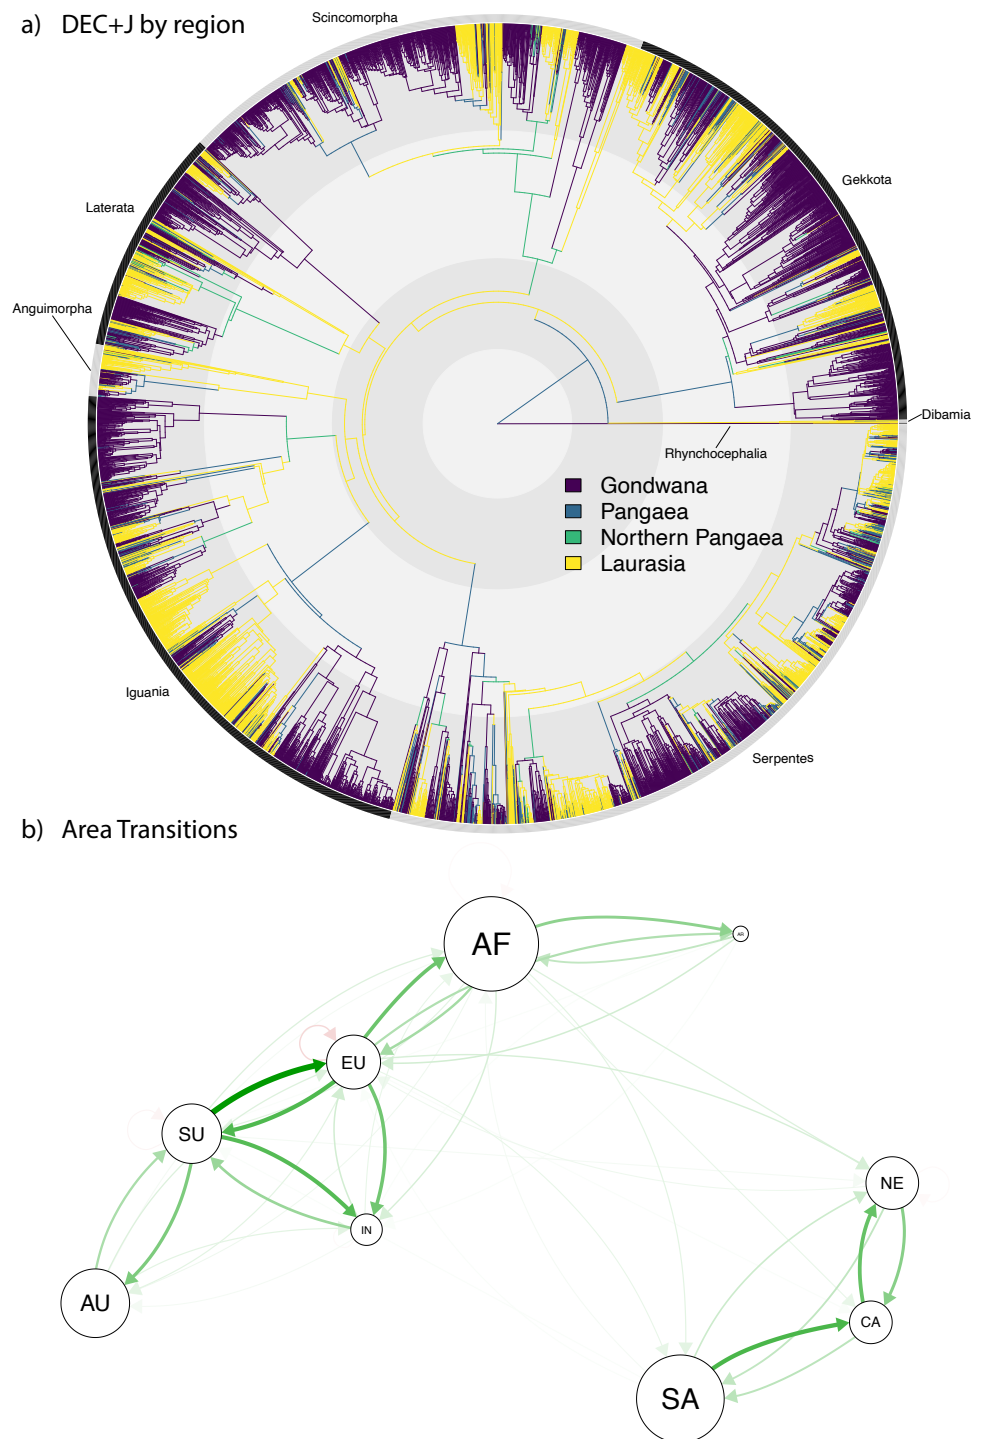 a) DEC+J by region
Scincomorpha
Gekkota
Laterata
Anguimorpha
Dibamia
Rhynchocephalia
Gondwana
Pangaea
Northern Pangaea
Laurasia
Iguania
Serpentes
b) Area Transitions
AF
AR
EU
SU
NE
IN
AU
CA
SA